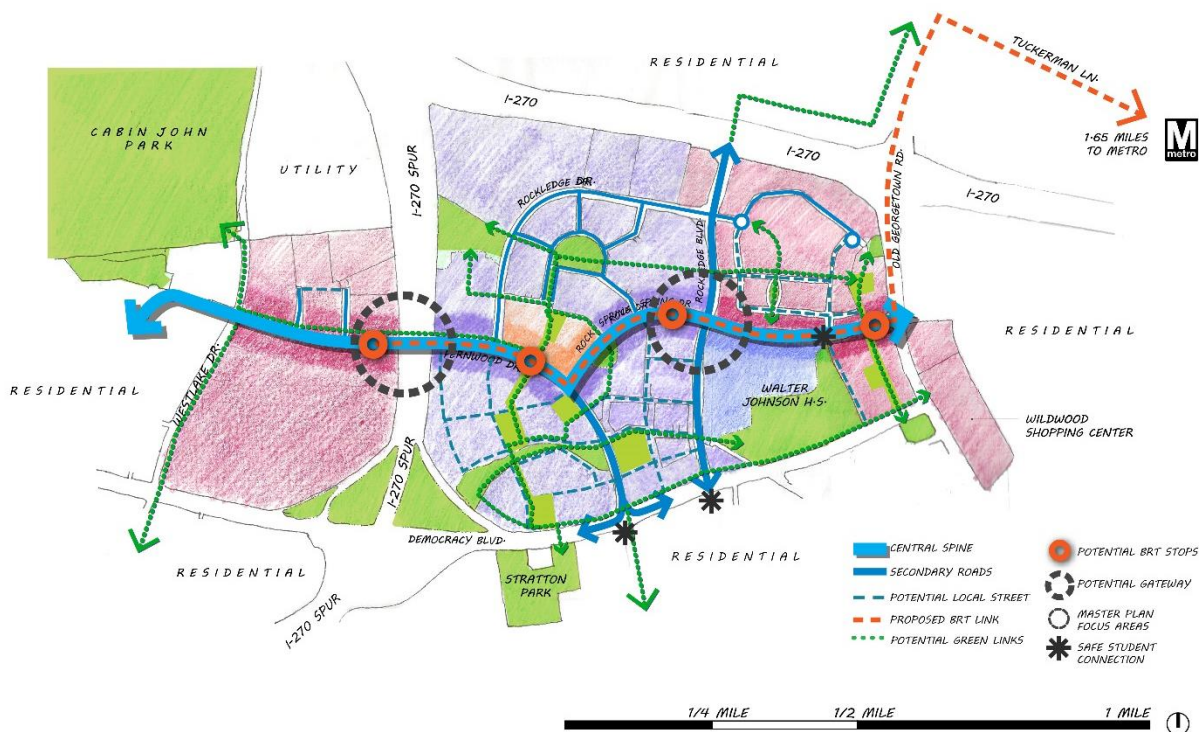 RESIDENTIAL
TUCKERMAN LN.
I-270
CABIN JOHN
PARK
1.65 MILES
TO METRO
M
metro
UTILITY
I-270 SPUR
I-270
ROCKLEDGE DR.
I-270
OLD GEORGETOWN RD.
ROCKLEDGE BLVD
ROCK SPRING DR
RESIDENTIAL
WESTLAKE DR.
FERNWOOD DR
RESIDENTIAL
WALTER
JOHNSON H.S.
WILDWOOD
SHOPPING CENTER
I-270 SPUR
DEMOCRACY BLVD.
RESIDENTIAL
STRATTON
PARK
RESIDENTIAL
I-270 SPUR
CENTRAL SPINE
SECONDARY ROADS
POTENTIAL LOCAL STREET
PROPOSED BRT LINK
POTENTIAL GREEN LINKS
POTENTIAL BRT STOPS
POTENTIAL GATEWAY
MASTER PLAN
FOCUS AREAS
SAFE STUDENT
CONNECTION
1/4 MILE
1/2 MILE
1 MILE